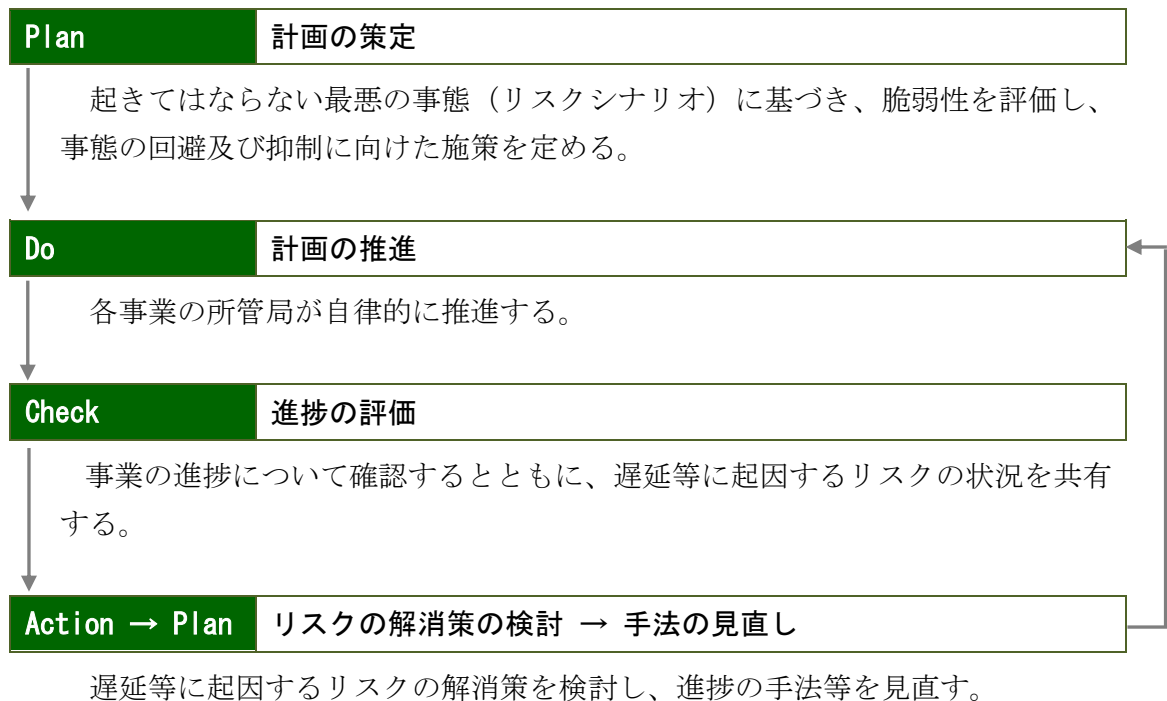 Plan 計画の策定
起きてはならない最悪の事態（リスクシナリオ）に基づき、脆弱性を評価し、
事態の回避及び抑制に向けた施策を定める。
Do 計画の推進
各事業の所管局が自律的に推進する。
Check 進捗の評価
事業の進捗について確認するとともに、遅延等に起因するリスクの状況を共有
する。
Action → Plan リスクの解消策の検討 → 手法の見直し
遅延等に起因するリスクの解消策を検討し、進捗の手法等を見直す。